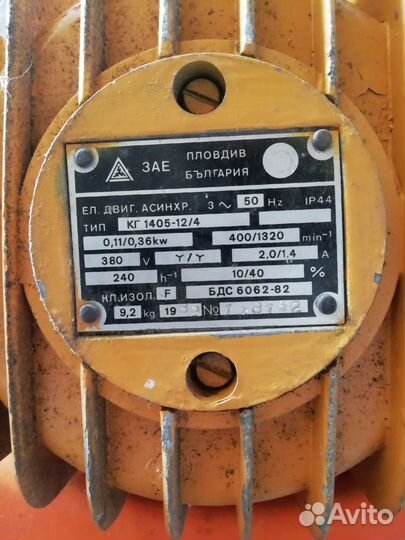 ЗАЕ ПЛОВДИВ
БЪЛГАРИЯ
ЕЛ. ДВИГ. АСИНХР. 3~ 50 Hz IP44
ТИП КГ 1405-12/4
0,11/0,36kw 400/1320 min⁻¹
380 V Y/Y 2,0/1,4 A
240 h⁻¹ 10/40 %
КЛ.ИЗОЛ. F БДС 6062-82
9,2 kg 19 №
Avito